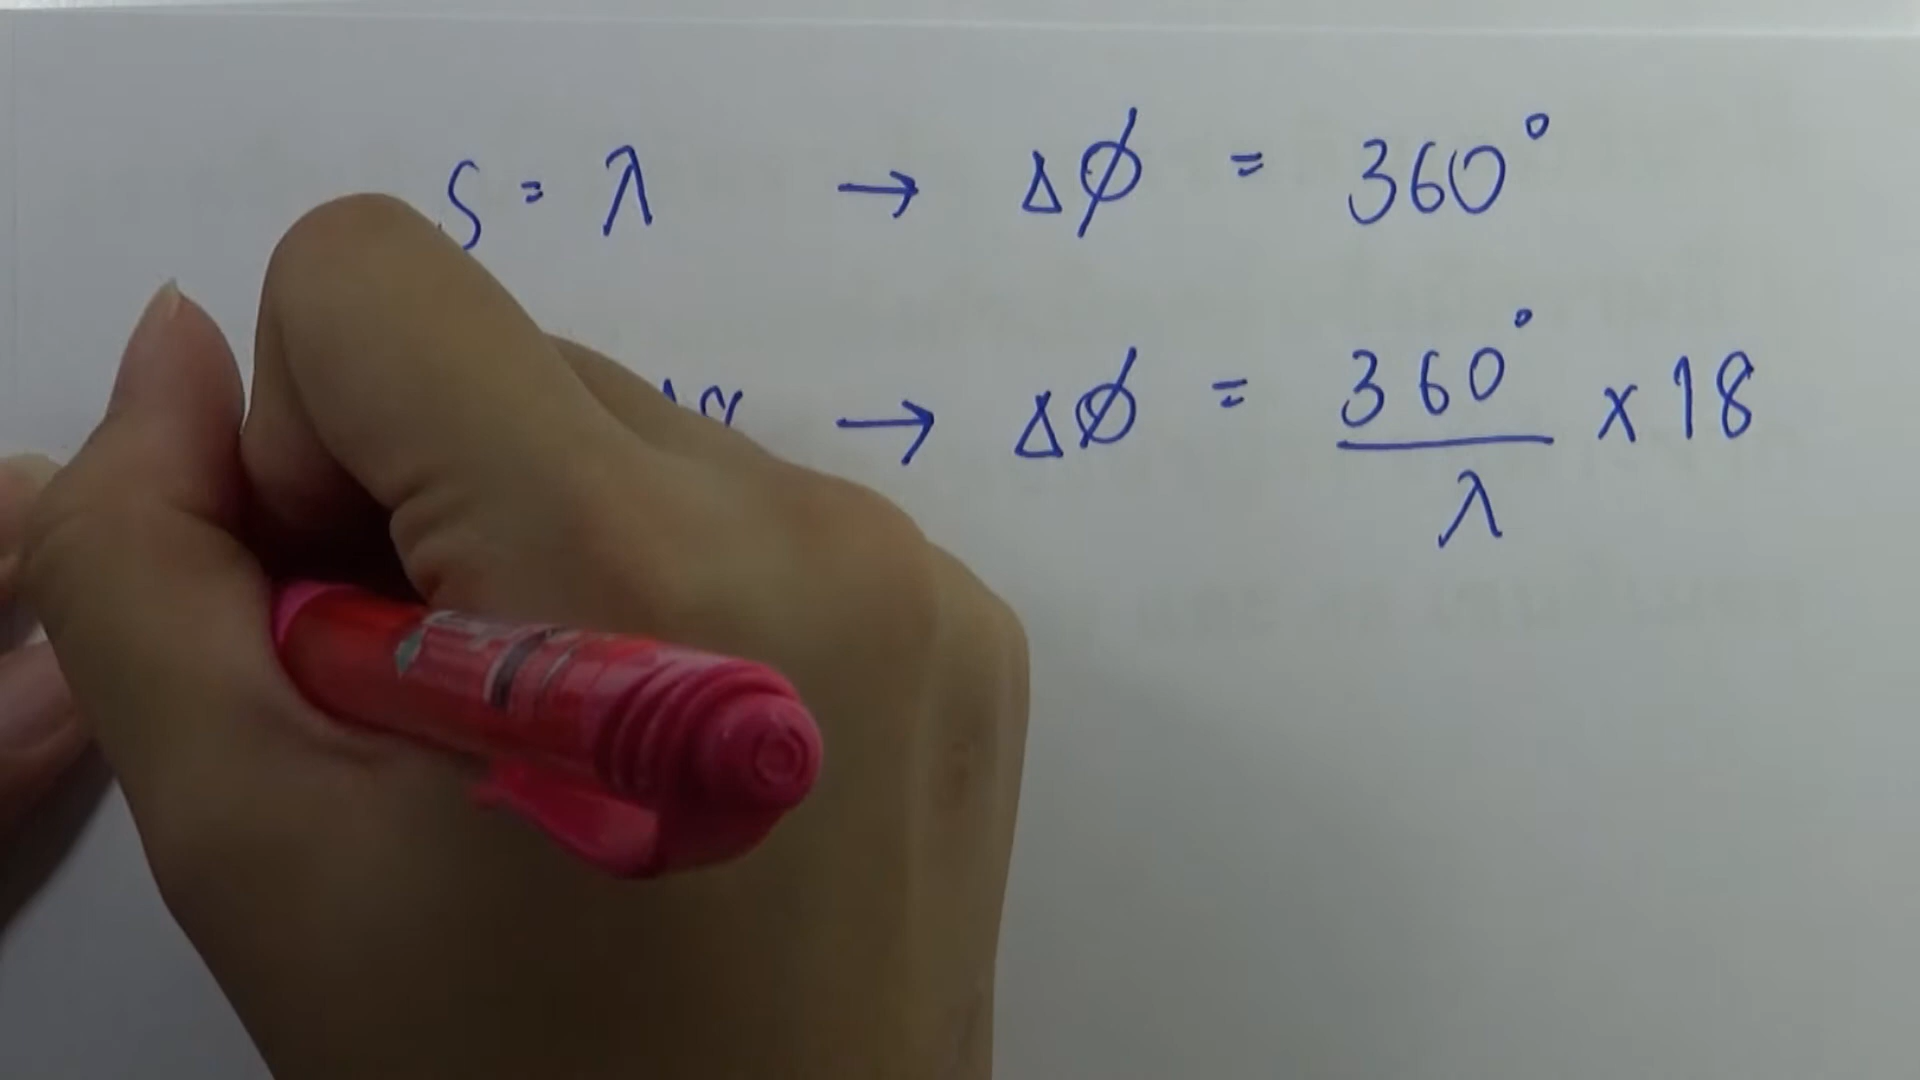 S = λ → Δϕ = 360°
→ Δϕ = 360° / λ × 18